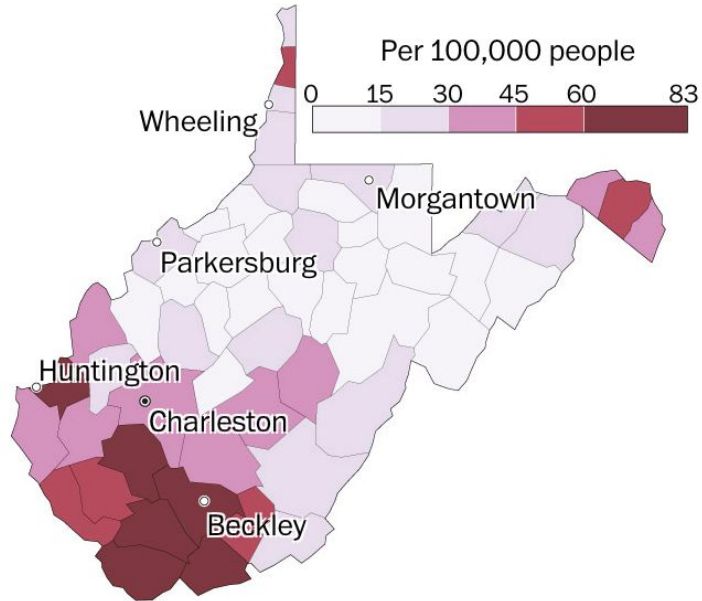 Per 100,000 people
0 15 30 45 60 83
Wheeling
Morgantown
Parkersburg
Huntington
Charleston
Beckley